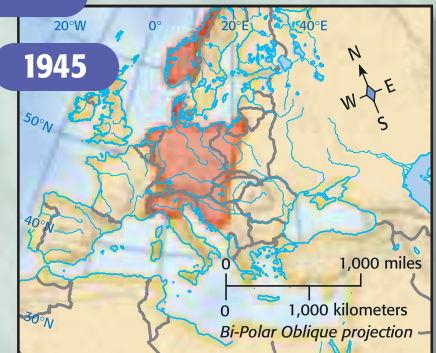 20°W 0° 20°E 40°E
1945
N
W E
S
50°N
40°N
0 1,000 miles
0 1,000 kilometers
30°N
Bi-Polar Oblique projection